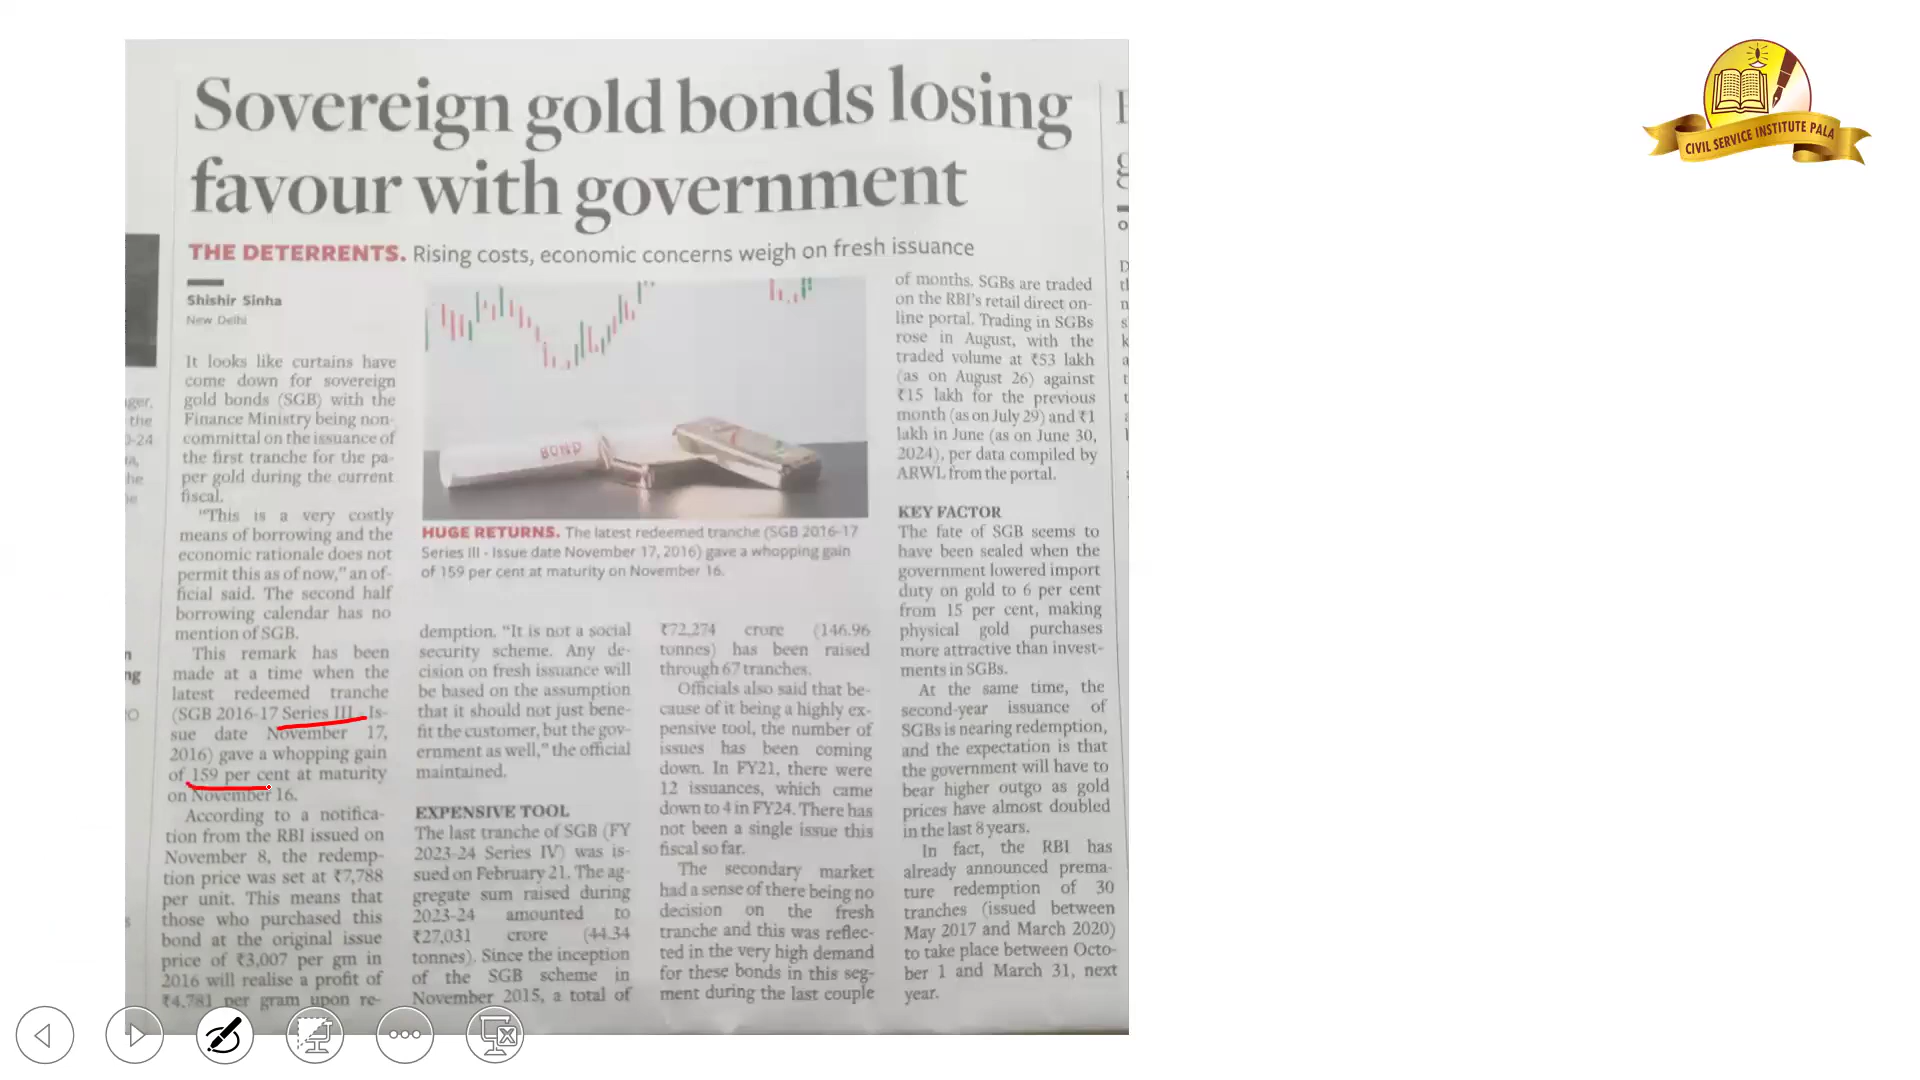 Sovereign gold bonds losing
favour with government
THE DETERRENTS. Rising costs, economic concerns weigh on fresh issuance
Shishir Sinha
New Delhi
It looks like curtains have
come down for sovereign
gold bonds (SGB) with the
Finance Ministry being non-
committal on the issuance of
the first tranche for the pa-
per gold during the current
fiscal.
"This is a very costly
means of borrowing and the
economic rationale does not
permit this as of now," an of-
ficial said. The second half
borrowing calendar has no
mention of SGB.
This remark has been
made at a time when the
latest redeemed tranche
(SGB 2016-17 Series III - Is-
sue date November 17,
2016) gave a whopping gain
of 159 per cent at maturity
on November 16.
According to a notifica-
tion from the RBI issued on
November 8, the redemp-
tion price was set at ₹7,788
per unit. This means that
those who purchased this
bond at the original issue
price of ₹3,007 per gm in
2016 will realise a profit of
₹4,781 per gram upon re-
BOND
HUGE RETURNS. The latest redeemed tranche (SGB 2016-17
Series III - Issue date November 17, 2016) gave a whopping gain
of 159 per cent at maturity on November 16.
demption. "It is not a social
security scheme. Any de-
cision on fresh issuance will
be based on the assumption
that it should not just bene-
fit the customer, but the gov-
ernment as well," the official
maintained.
EXPENSIVE TOOL
The last tranche of SGB (FY
2023-24 Series IV) was is-
sued on February 21. The ag-
gregate sum raised during
2023-24 amounted to
₹27,031 crore (44.34
tonnes). Since the inception
of the SGB scheme in
November 2015, a total of
₹72,274 crore (146.96
tonnes) has been raised
through 67 tranches.
Officials also said that be-
cause of it being a highly ex-
pensive tool, the number of
issues has been coming
down. In FY21, there were
12 issuances, which came
down to 4 in FY24. There has
not been a single issue this
fiscal so far.
The secondary market
had a sense of there being no
decision on the fresh
tranche and this was reflec-
ted in the very high demand
for these bonds in this seg-
ment during the last couple
of months. SGBs are traded
on the RBI's retail direct on-
line portal. Trading in SGBs
rose in August, with the
traded volume at ₹53 lakh
(as on August 26) against
₹15 lakh for the previous
month (as on July 29) and ₹1
lakh in June (as on June 30,
2024), per data compiled by
ARWL from the portal.
KEY FACTOR
The fate of SGB seems to
have been sealed when the
government lowered import
duty on gold to 6 per cent
from 15 per cent, making
physical gold purchases
more attractive than invest-
ments in SGBs.
At the same time, the
second-year issuance of
SGBs is nearing redemption,
and the expectation is that
the government will have to
bear higher outgo as gold
prices have almost doubled
in the last 8 years.
In fact, the RBI has
already announced prema-
ture redemption of 30
tranches (issued between
May 2017 and March 2020)
to take place between Octo-
ber 1 and March 31, next
year.
CIVIL SERVICE INSTITUTE PALA